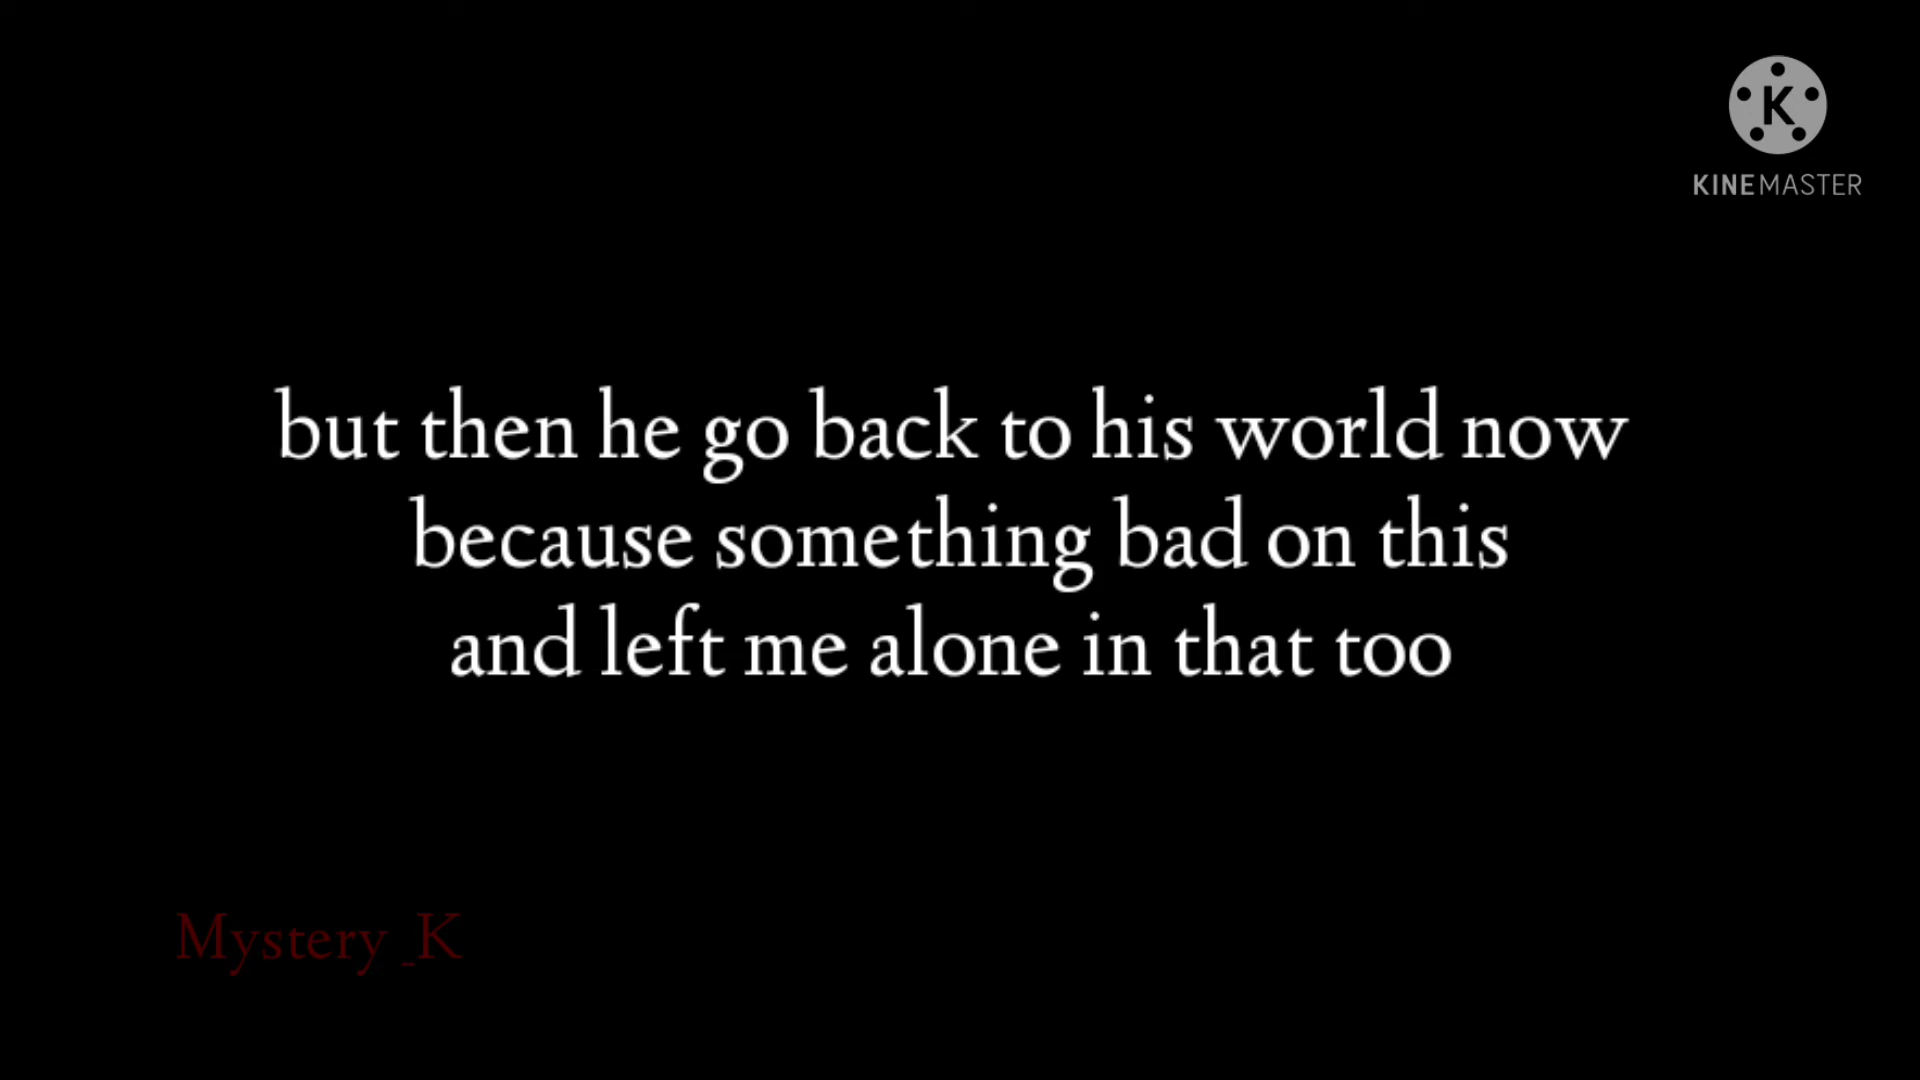 K
KINEMASTER
but then he go back to his world now
because something bad on this
and left me alone in that too
Mystery_K